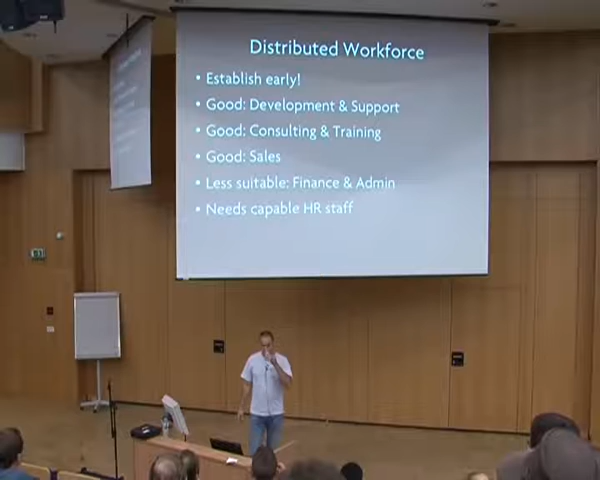 Distributed Workforce
• Establish early!
• Good: Development & Support
• Good: Consulting & Training
• Good: Sales
• Less suitable: Finance & Admin
• Needs capable HR staff